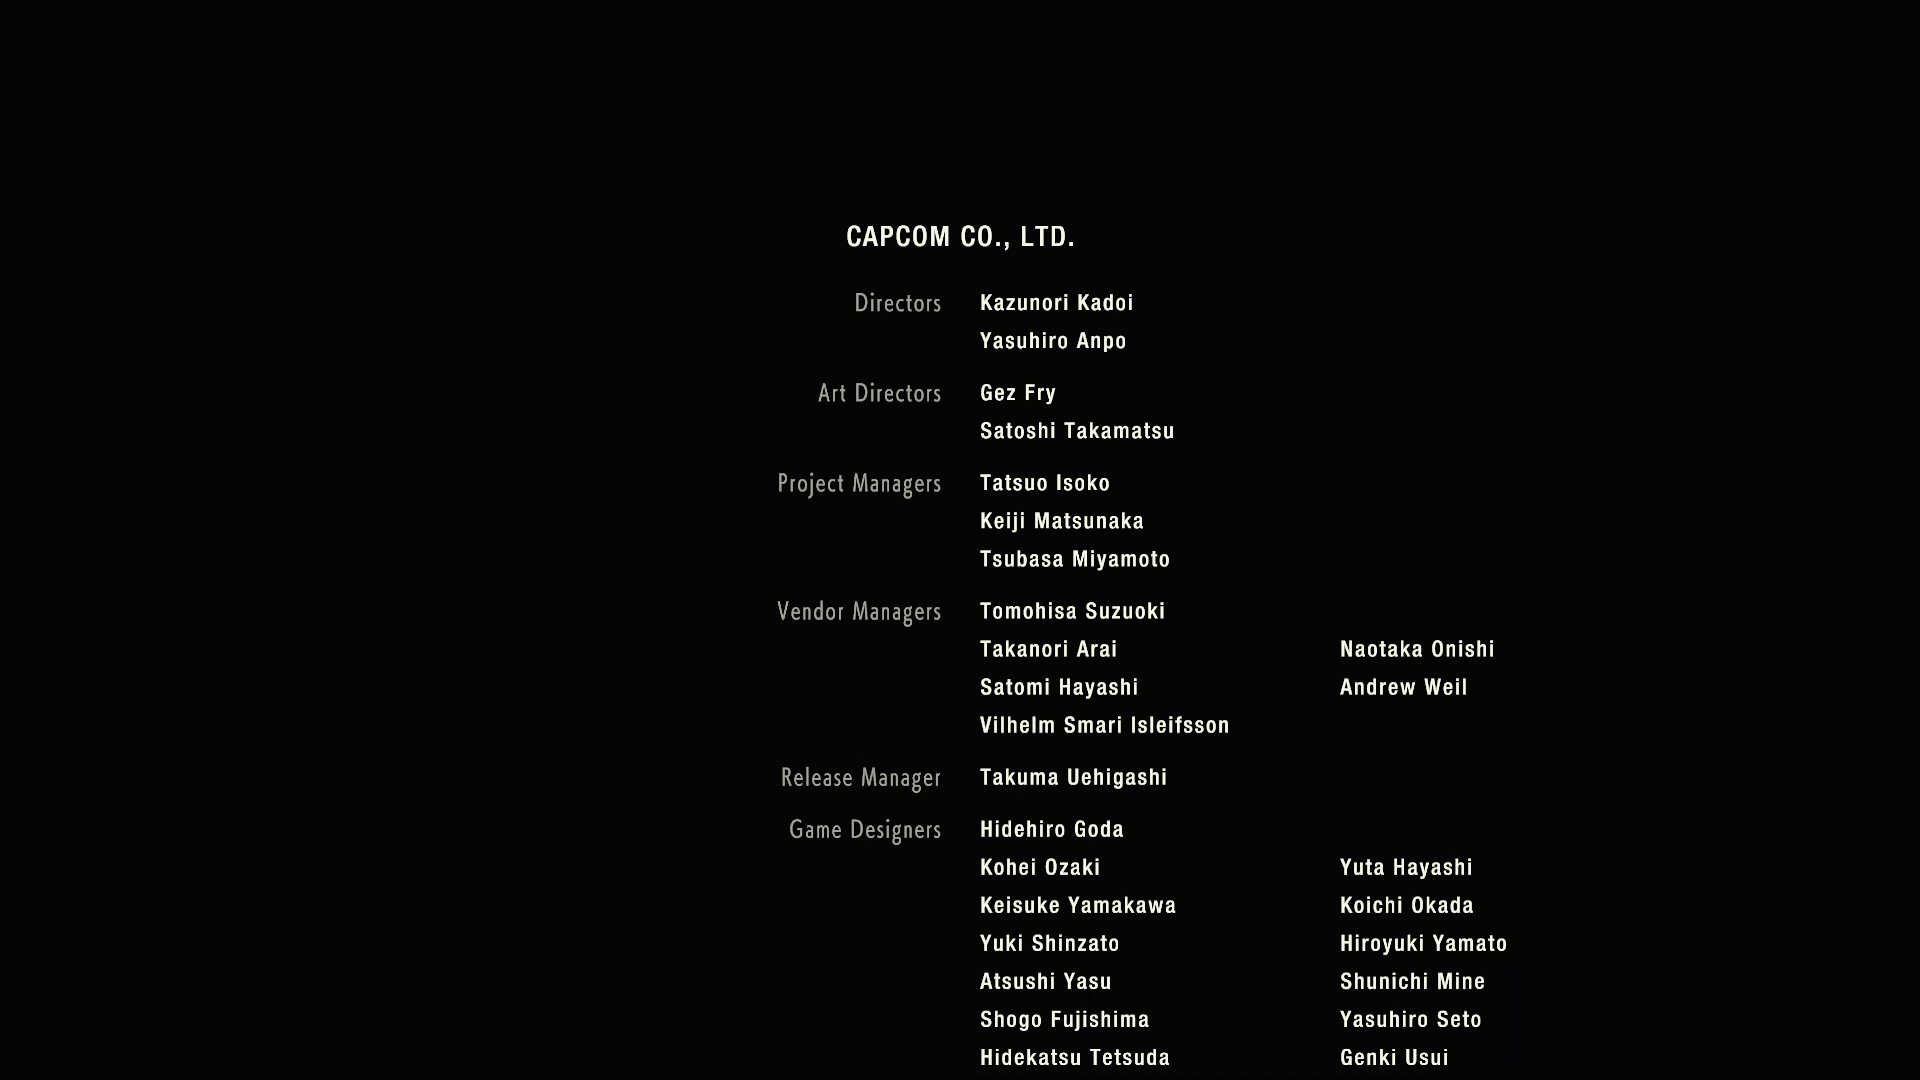 CAPCOM CO., LTD.
Directors Kazunori Kadoi
Yasuhiro Anpo
Art Directors Gez Fry
Satoshi Takamatsu
Project Managers Tatsuo Isoko
Keiji Matsunaka
Tsubasa Miyamoto
Vendor Managers Tomohisa Suzuoki
Takanori Arai Naotaka Onishi
Satomi Hayashi Andrew Weil
Vilhelm Smari Isleifsson
Release Manager Takuma Uehigashi
Game Designers Hidehiro Goda
Kohei Ozaki Yuta Hayashi
Keisuke Yamakawa Koichi Okada
Yuki Shinzato Hiroyuki Yamato
Atsushi Yasu Shunichi Mine
Shogo Fujishima Yasuhiro Seto
Hidekatsu Tetsuda Genki Usui